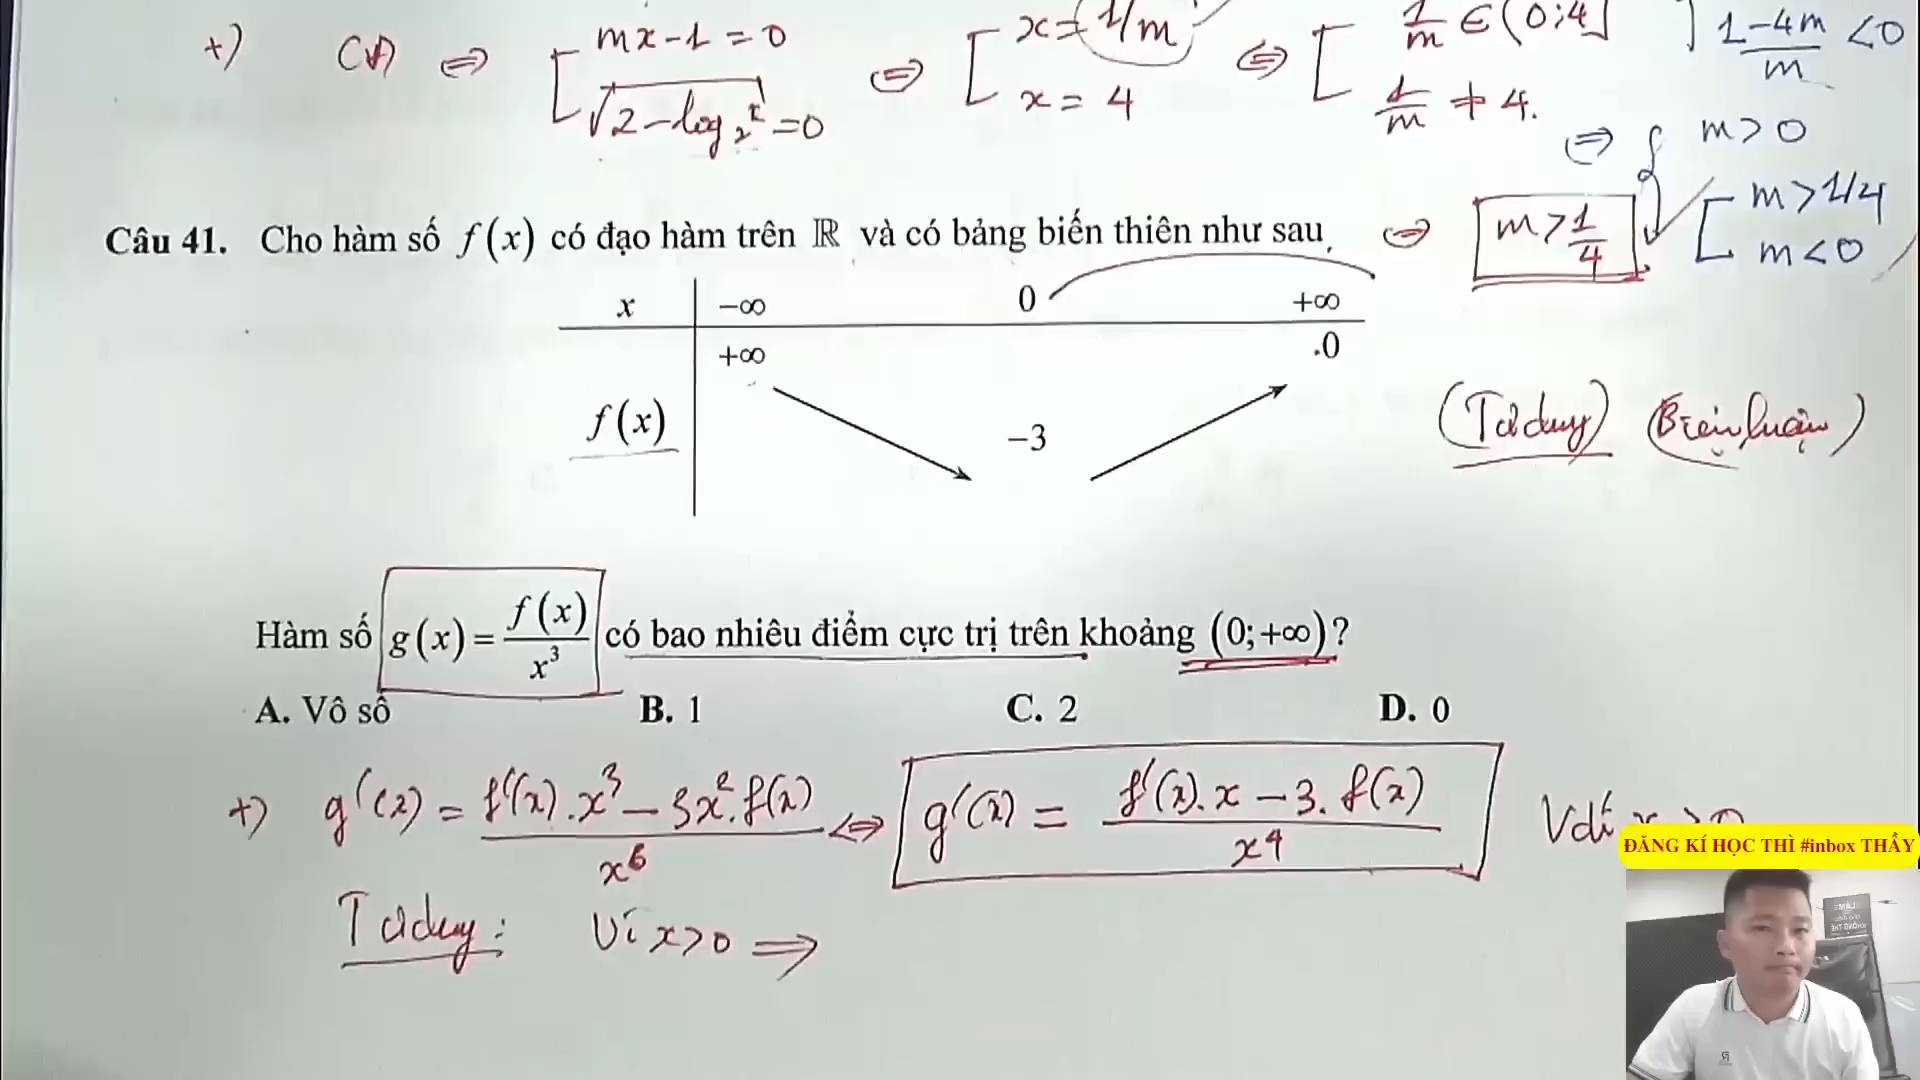 +) (1) ⇔ [ mx-1=0 ⇔ [ x=1/m ⇔ [ 1/m ∈ (0;4] ] (1-4m)/m < 0
√(2-log₂x) = 0 x = 4 1/m ≠ 4.
⇔ { m>0
[ m>1/4
m<0
Câu 41. Cho hàm số f(x) có đạo hàm trên ℝ và có bảng biến thiên như sau ⇔ m > 1/4
x -∞ 0 +∞
f(x) +∞ -3 0
(Tư duy) (Biện luận)
Hàm số g(x) = f(x)/x³ có bao nhiêu điểm cực trị trên khoảng (0;+∞)?
A. Vô số B. 1 C. 2 D. 0
+) g'(x) = (f'(x).x³ - 3x².f(x))/x⁶ ⇔ g'(x) = (f'(x).x - 3.f(x))/x⁴ Với x > 0
Tư duy: Vì x>0 ⇒
ĐĂNG KÍ HỌC THÌ #inbox THẦY